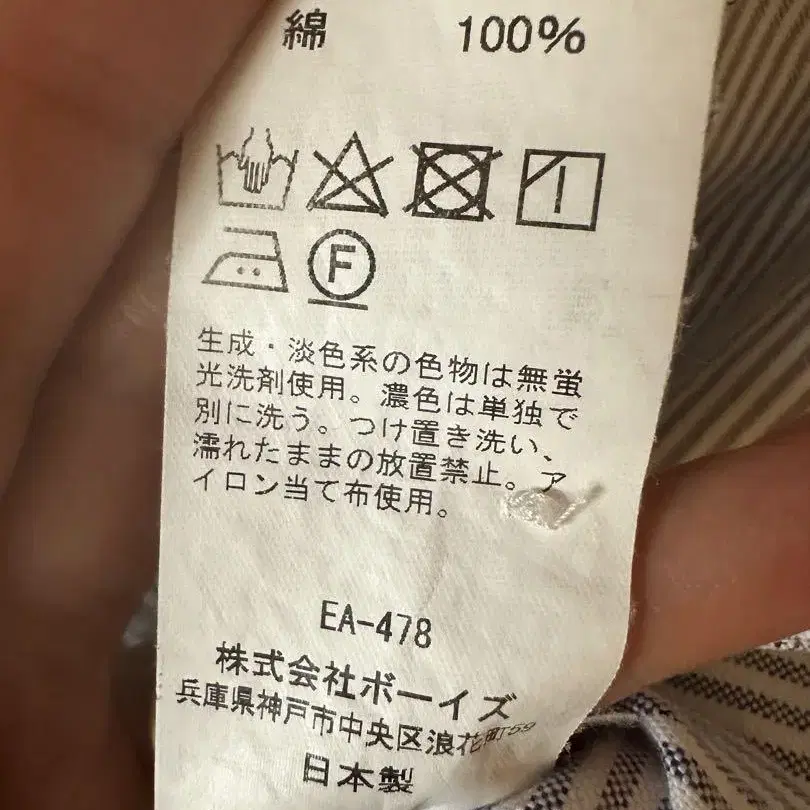 綿 100%
F
生成・淡色系の色物は無蛍
光洗剤使用。濃色は単独で
別に洗う。つけ置き洗い、
濡れたままの放置禁止。ア
イロン当て布使用。
EA-478
株式会社ボーイズ
兵庫県神戸市中央区浪花町59
日本製